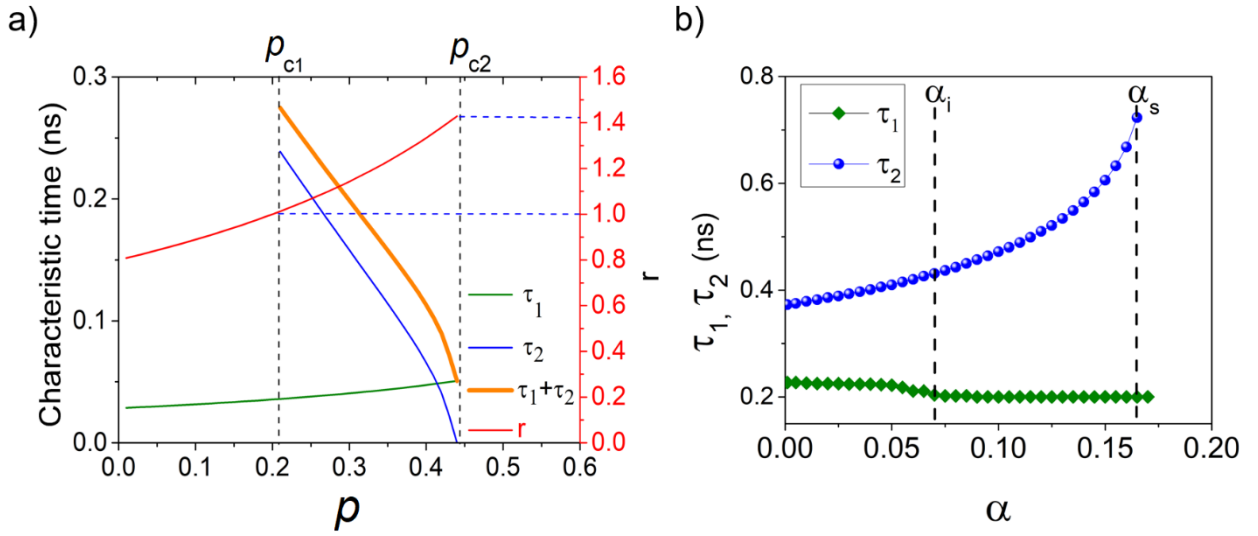 a)
p_c1 p_c2
0.3
0.2
0.1
0.0
Characteristic time (ns)
1.6
1.4
1.2
1.0
0.8
0.6
0.4
0.2
0.0
r
τ₁
τ₂
τ₁+τ₂
r
0.0 0.1 0.2 0.3 0.4 0.5 0.6
p
b)
0.8
0.6
0.4
0.2
τ₁, τ₂ (ns)
τ₁
τ₂
α_i α_s
0.00 0.05 0.10 0.15 0.20
α